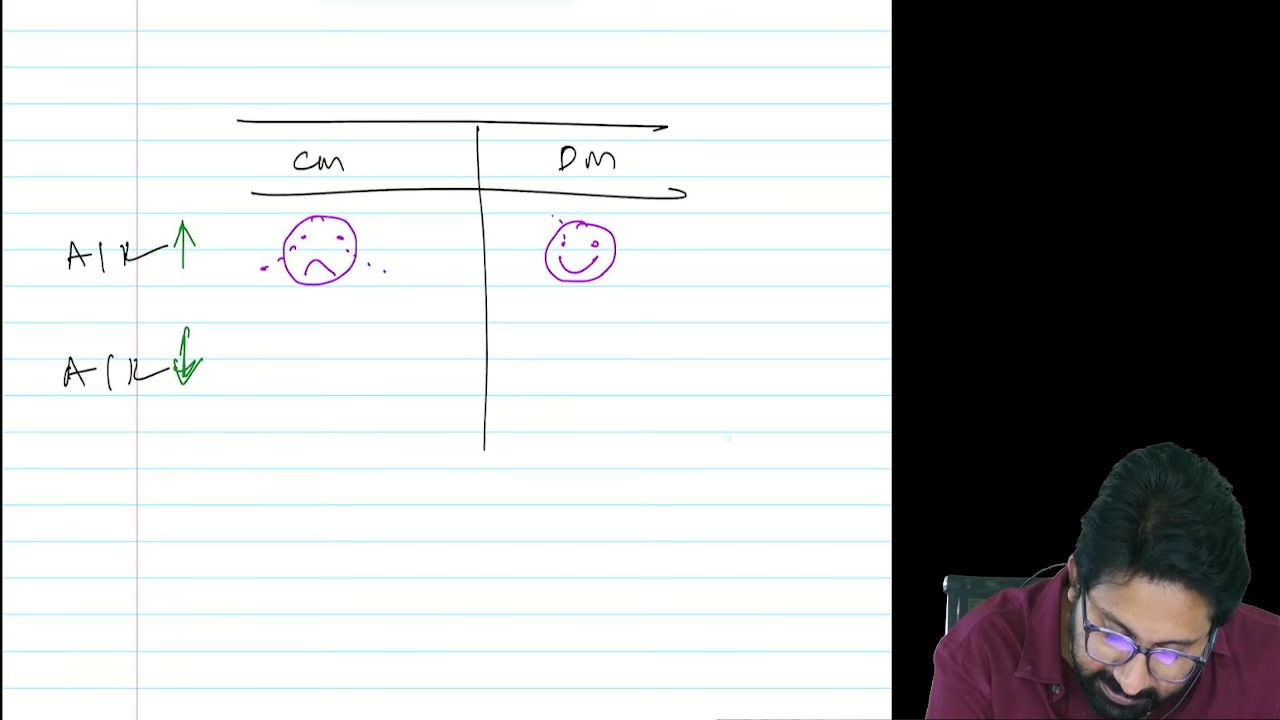 CM DM
A/R ↑
A/R ↓